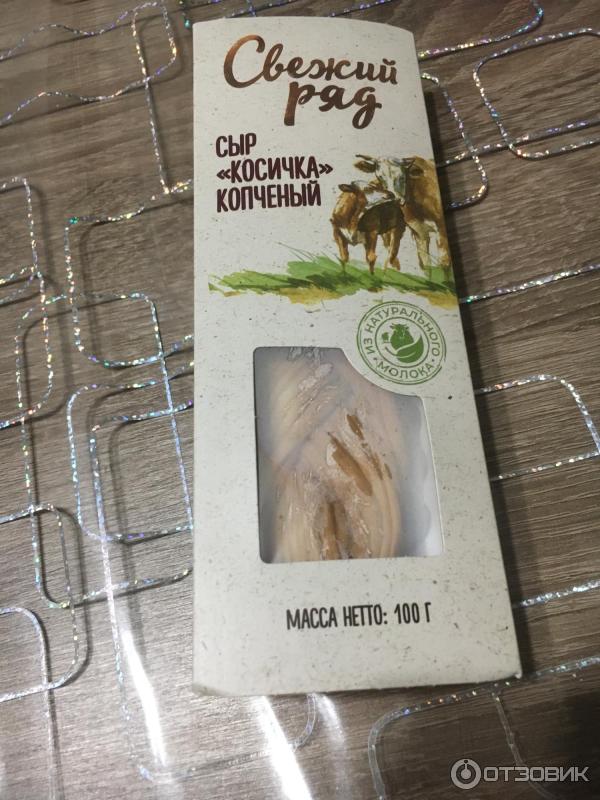 Свежий
ряд
СЫР
«КОСИЧКА»
КОПЧЕНЫЙ
ИЗ НАТУРАЛЬНОГО
МОЛОКА
МАССА НЕТТО: 100 Г
ОТЗОВИК